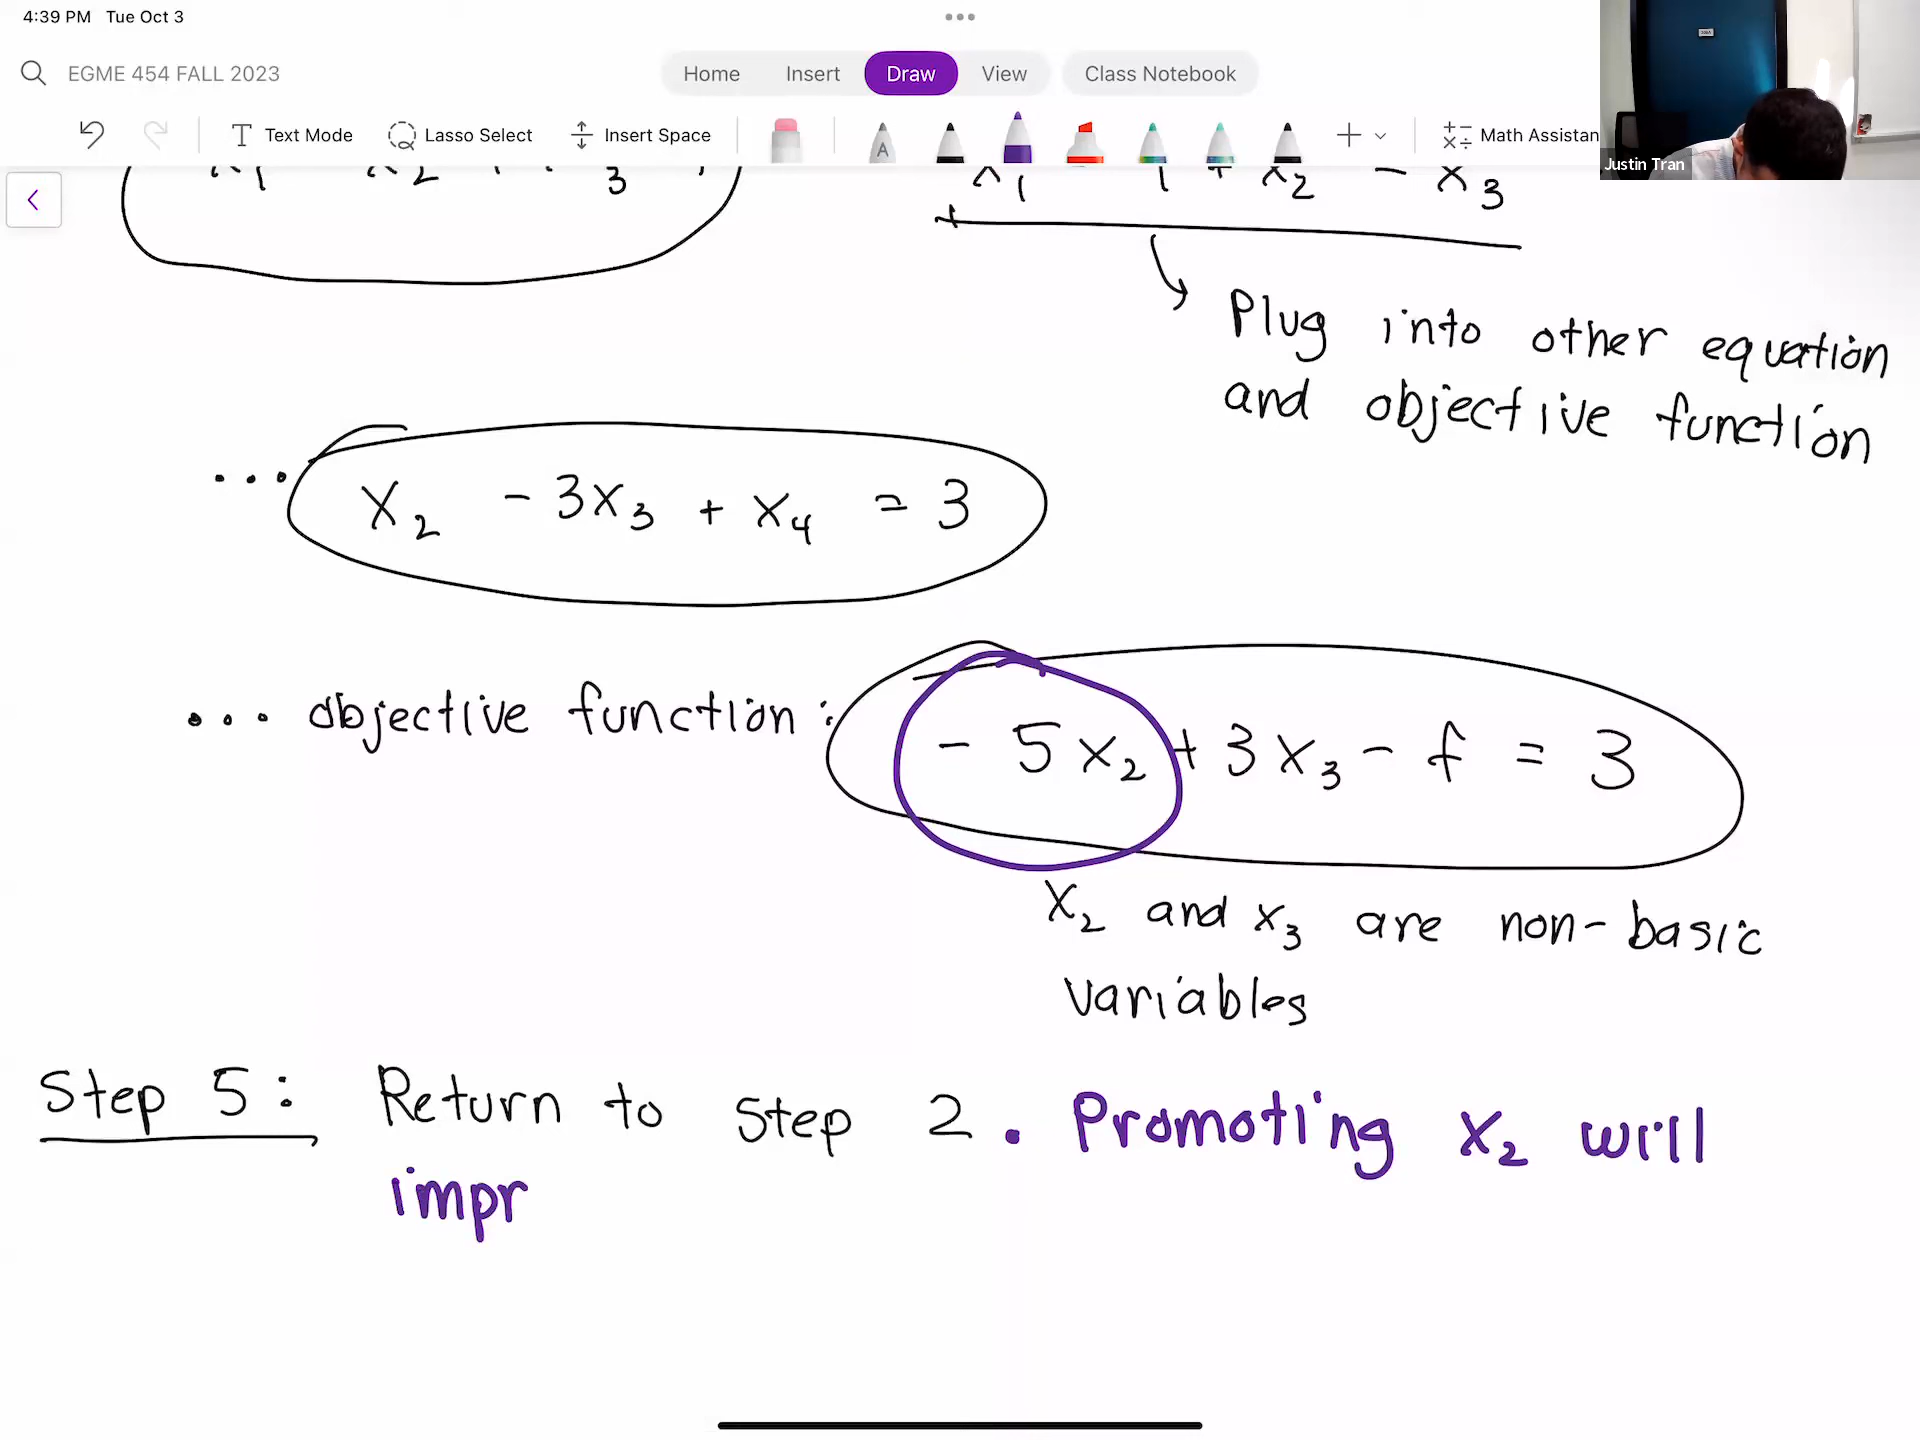 4:39 PM Tue Oct 3
EGME 454 FALL 2023
Home Insert Draw View Class Notebook
Text Mode Lasso Select Insert Space A Math Assistan
Justin Tran
x₂ - x₃
Plug into other equation
and objective function
... x₂ - 3x₃ + x₄ = 3
... objective function: - 5x₂ + 3x₃ - f = 3
x₂ and x₃ are non-basic
variables
Step 5: Return to Step 2. Promoting x₂ will
impr